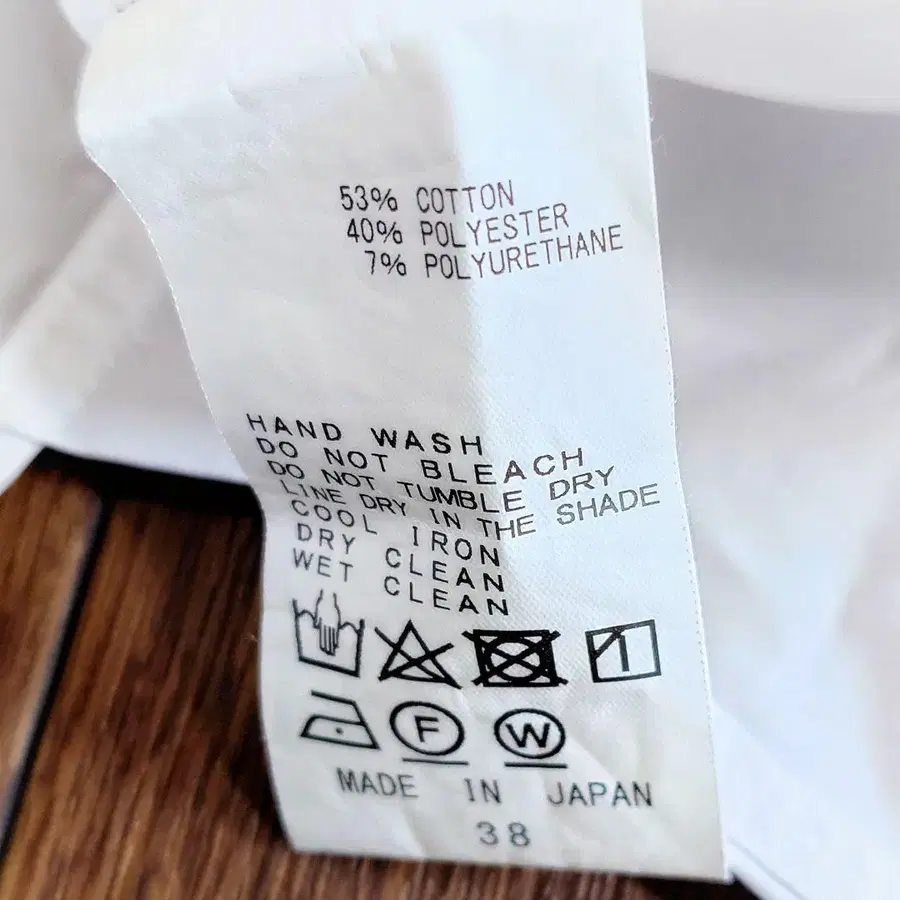 53% COTTON
40% POLYESTER
7% POLYURETHANE
HAND WASH
DO NOT BLEACH
DO NOT TUMBLE DRY
LINE DRY IN THE SHADE
COOL IRON
DRY CLEAN
WET CLEAN
F W
MADE IN JAPAN
38